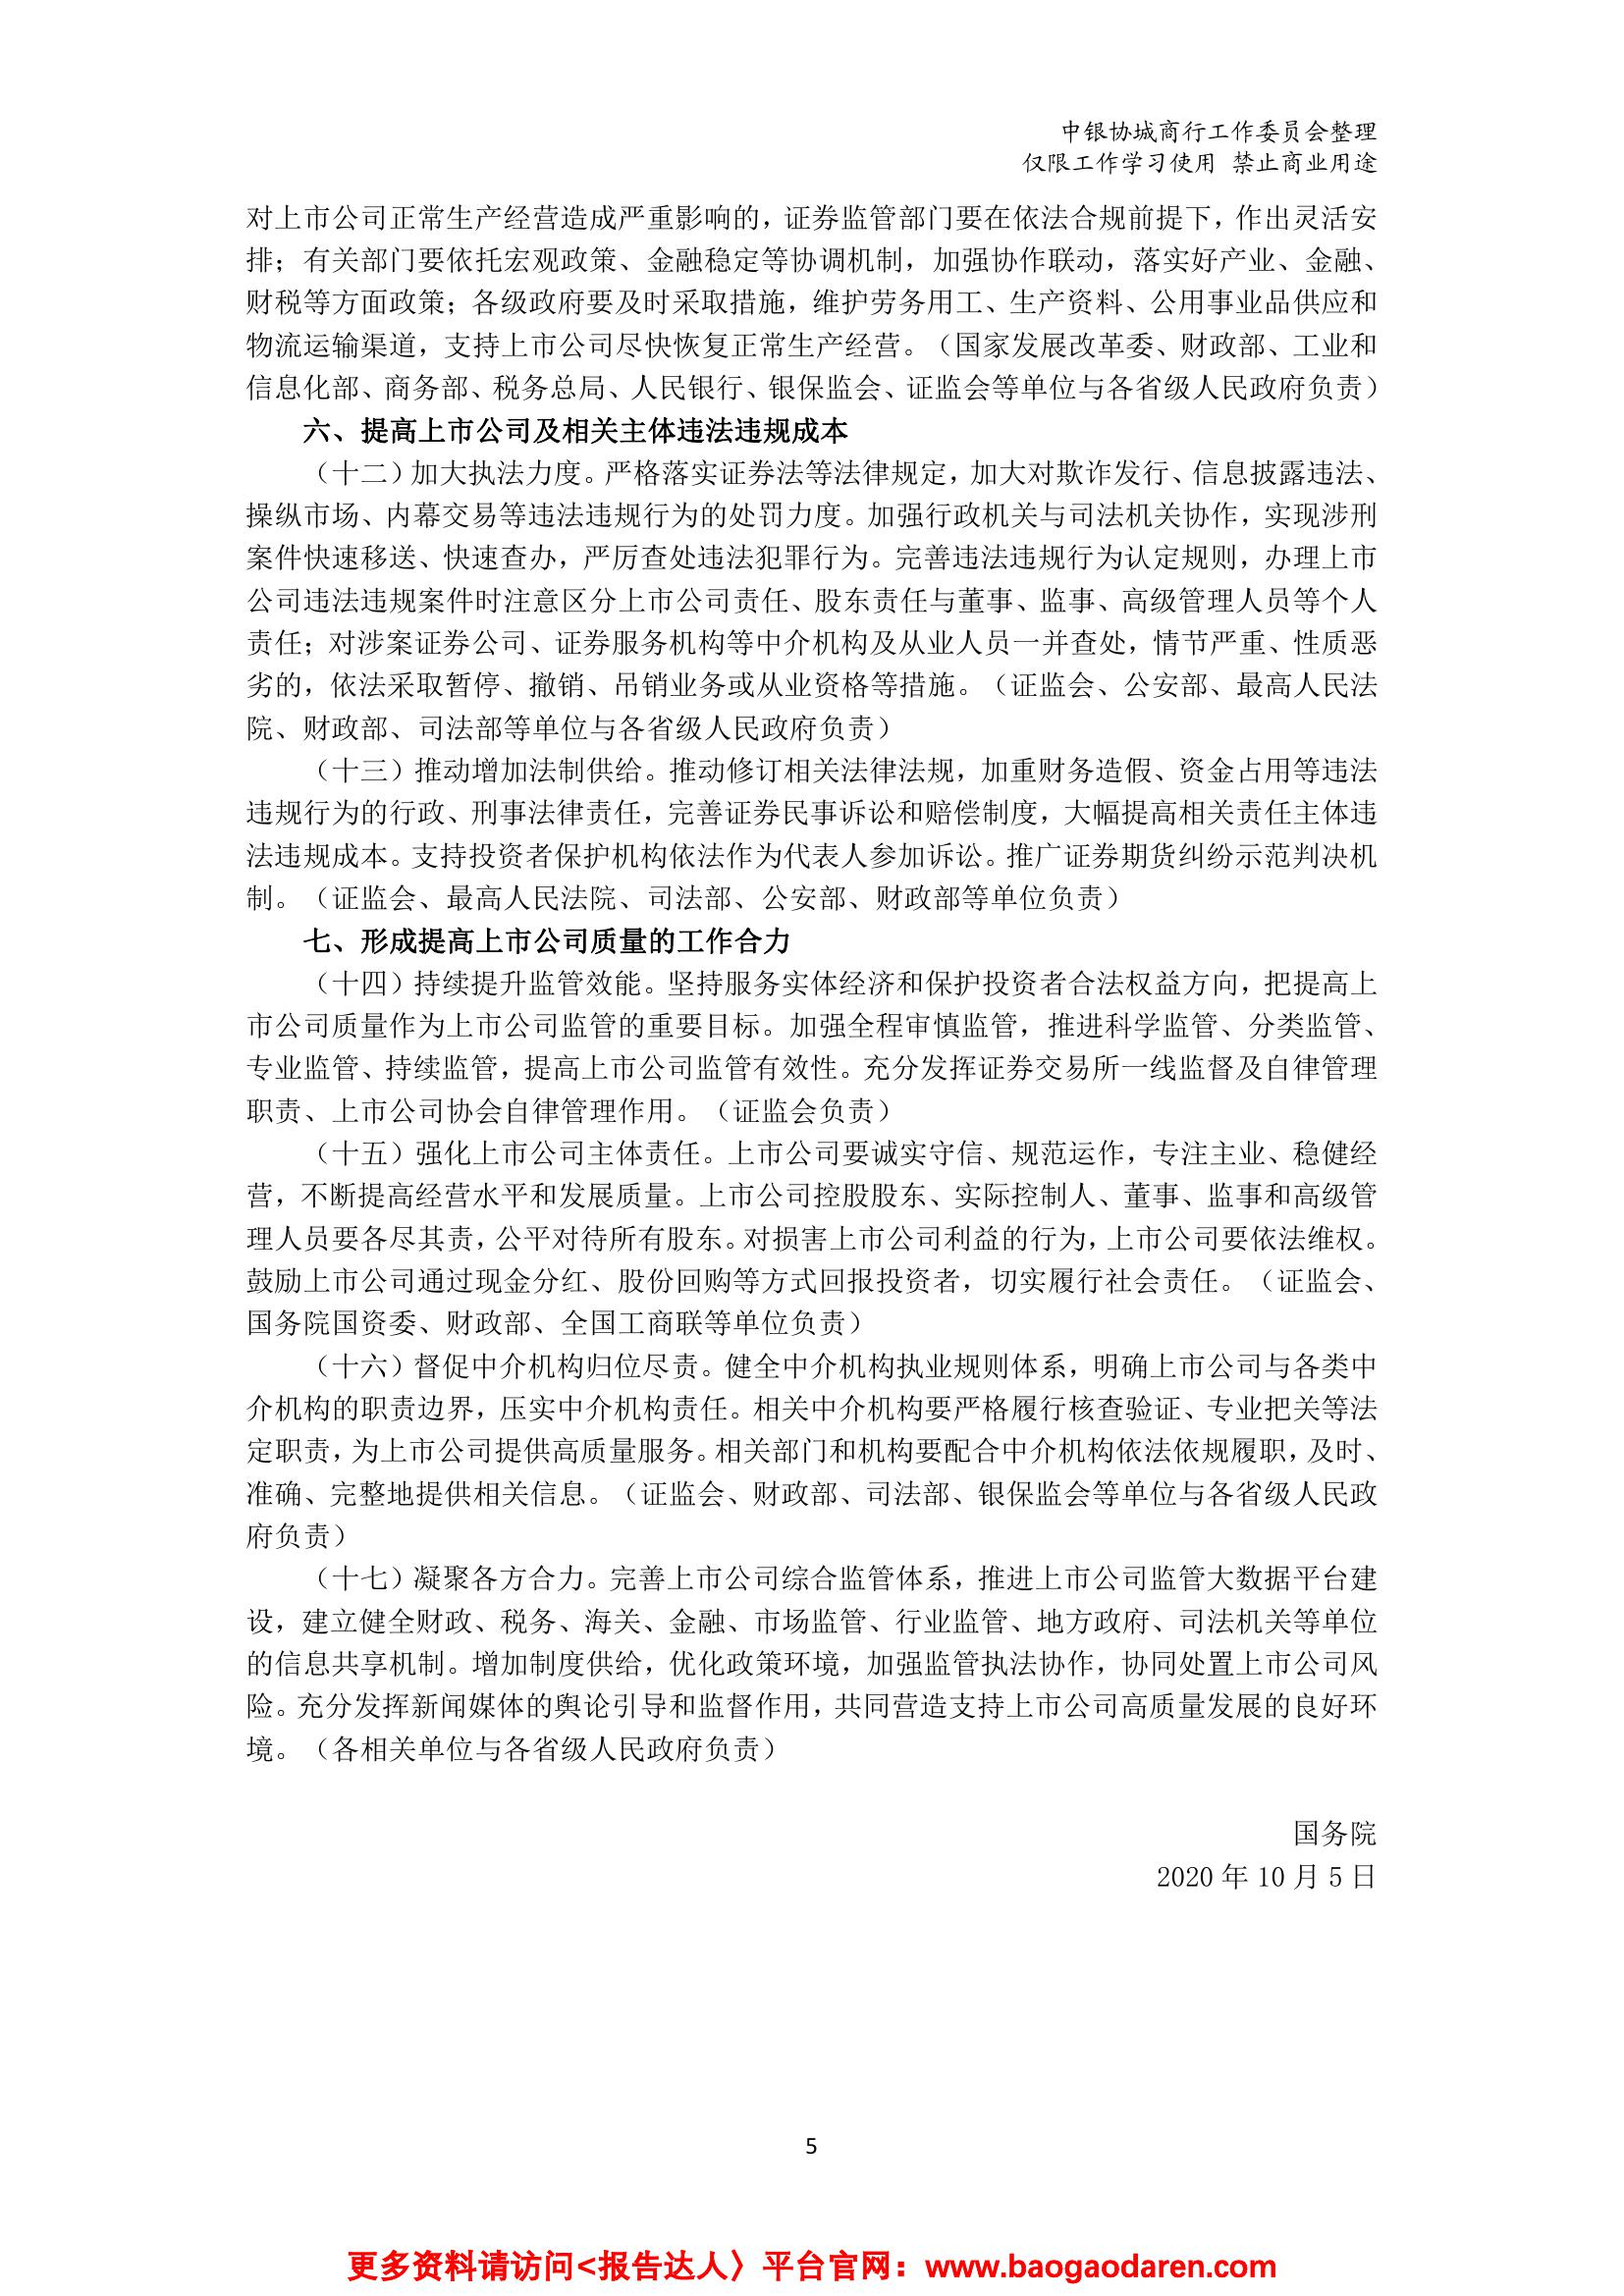 中银协城商行工作委员会整理
仅限工作学习使用 禁止商业用途
对上市公司正常生产经营造成严重影响的，证券监管部门要在依法合规前提下，作出灵活安
排；有关部门要依托宏观政策、金融稳定等协调机制，加强协作联动，落实好产业、金融、
财税等方面政策；各级政府要及时采取措施，维护劳务用工、生产资料、公用事业品供应和
物流运输渠道，支持上市公司尽快恢复正常生产经营。（国家发展改革委、财政部、工业和
信息化部、商务部、税务总局、人民银行、银保监会、证监会等单位与各省级人民政府负责）
六、提高上市公司及相关主体违法违规成本
（十二）加大执法力度。严格落实证券法等法律规定，加大对欺诈发行、信息披露违法、
操纵市场、内幕交易等违法违规行为的处罚力度。加强行政机关与司法机关协作，实现涉刑
案件快速移送、快速查办，严厉查处违法犯罪行为。完善违法违规行为认定规则，办理上市
公司违法违规案件时注意区分上市公司责任、股东责任与董事、监事、高级管理人员等个人
责任；对涉案证券公司、证券服务机构等中介机构及从业人员一并查处，情节严重、性质恶
劣的，依法采取暂停、撤销、吊销业务或从业资格等措施。（证监会、公安部、最高人民法
院、财政部、司法部等单位与各省级人民政府负责）
（十三）推动增加法制供给。推动修订相关法律法规，加重财务造假、资金占用等违法
违规行为的行政、刑事法律责任，完善证券民事诉讼和赔偿制度，大幅提高相关责任主体违
法违规成本。支持投资者保护机构依法作为代表人参加诉讼。推广证券期货纠纷示范判决机
制。（证监会、最高人民法院、司法部、公安部、财政部等单位负责）
七、形成提高上市公司质量的工作合力
（十四）持续提升监管效能。坚持服务实体经济和保护投资者合法权益方向，把提高上
市公司质量作为上市公司监管的重要目标。加强全程审慎监管，推进科学监管、分类监管、
专业监管、持续监管，提高上市公司监管有效性。充分发挥证券交易所一线监督及自律管理
职责、上市公司协会自律管理作用。（证监会负责）
（十五）强化上市公司主体责任。上市公司要诚实守信、规范运作，专注主业、稳健经
营，不断提高经营水平和发展质量。上市公司控股股东、实际控制人、董事、监事和高级管
理人员要各尽其责，公平对待所有股东。对损害上市公司利益的行为，上市公司要依法维权。
鼓励上市公司通过现金分红、股份回购等方式回报投资者，切实履行社会责任。（证监会、
国务院国资委、财政部、全国工商联等单位负责）
（十六）督促中介机构归位尽责。健全中介机构执业规则体系，明确上市公司与各类中
介机构的职责边界，压实中介机构责任。相关中介机构要严格履行核查验证、专业把关等法
定职责，为上市公司提供高质量服务。相关部门和机构要配合中介机构依法依规履职，及时、
准确、完整地提供相关信息。（证监会、财政部、司法部、银保监会等单位与各省级人民政
府负责）
（十七）凝聚各方合力。完善上市公司综合监管体系，推进上市公司监管大数据平台建
设，建立健全财政、税务、海关、金融、市场监管、行业监管、地方政府、司法机关等单位
的信息共享机制。增加制度供给，优化政策环境，加强监管执法协作，协同处置上市公司风
险。充分发挥新闻媒体的舆论引导和监督作用，共同营造支持上市公司高质量发展的良好环
境。（各相关单位与各省级人民政府负责）
国务院
2020 年 10 月 5 日
5
更多资料请访问<报告达人〉平台官网：www.baogaodaren.com